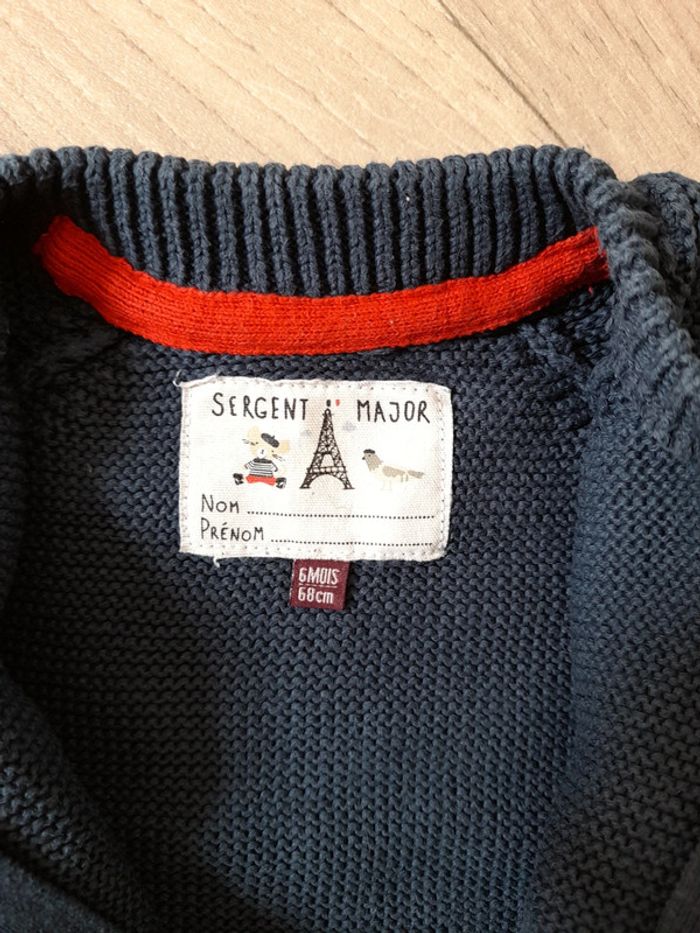 SERGENT MAJOR
NOM
PRÉNOM
6MOIS
68cm